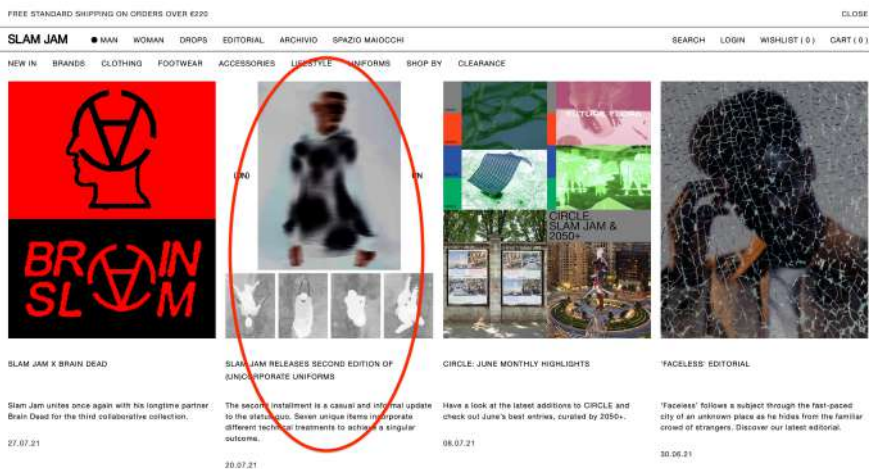 FREE STANDARD SHIPPING ON ORDERS OVER €220 CLOSE
SLAM JAM MAN WOMAN DROPS EDITORIAL ARCHIVIO SPAZIO MAIOCCHI SEARCH LOGIN WISHLIST ( 0 ) CART ( 0 )
NEW IN BRANDS CLOTHING FOOTWEAR ACCESSORIES LIFESTYLE UNIFORMS SHOP BY CLEARANCE
BRAIN
SLAM
(UN)
CIRCLE,
SLAM JAM &
2050+
SLAM JAM X BRAIN DEAD
Slam Jam unites once again with his longtime partner
Brain Dead for the third collaborative collection.
27.07.21
SLAM JAM RELEASES SECOND EDITION OF
(UN)CORPORATE UNIFORMS
The second installment is a casual and informal update
to the status quo. Seven unique items incorporate
different technical treatments to achieve a singular
outcome.
20.07.21
CIRCLE: JUNE MONTHLY HIGHLIGHTS
Have a look at the latest additions to CIRCLE and
check out June's best entries, curated by 2050+.
08.07.21
'FACELESS' EDITORIAL
'Faceless' follows a subject through the fast-paced
city of an unknown place as he hides from the familiar
crowd of strangers. Discover our latest editorial.
30.06.21